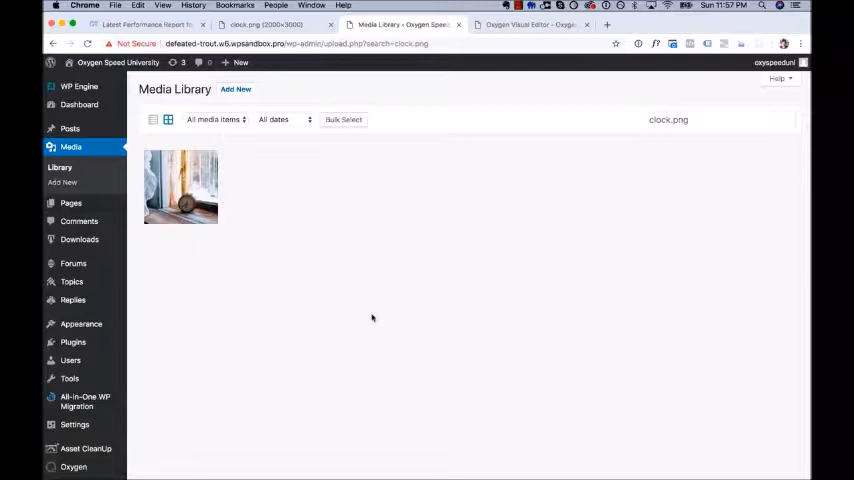 Chrome File Edit View History Bookmarks People Window Help Sun 11:57 PM
Latest Performance Report for
clock.png (2000×3000)
Media Library ‹ Oxygen Speed
Oxygen Visual Editor - Oxyge
Not Secure defeated-trout.w6.wpsandbox.pro/wp-admin/upload.php?search=clock.png
Oxygen Speed University 3 0 + New oxyspeeduni
WP Engine
Dashboard
Posts
Media
Library
Add New
Pages
Comments
Downloads
Forums
Topics
Replies
Appearance
Plugins
Users
Tools
All-in-One WP
Migration
Settings
Asset CleanUp
Oxygen
Help
Media Library Add New
All media items All dates Bulk Select clock.png